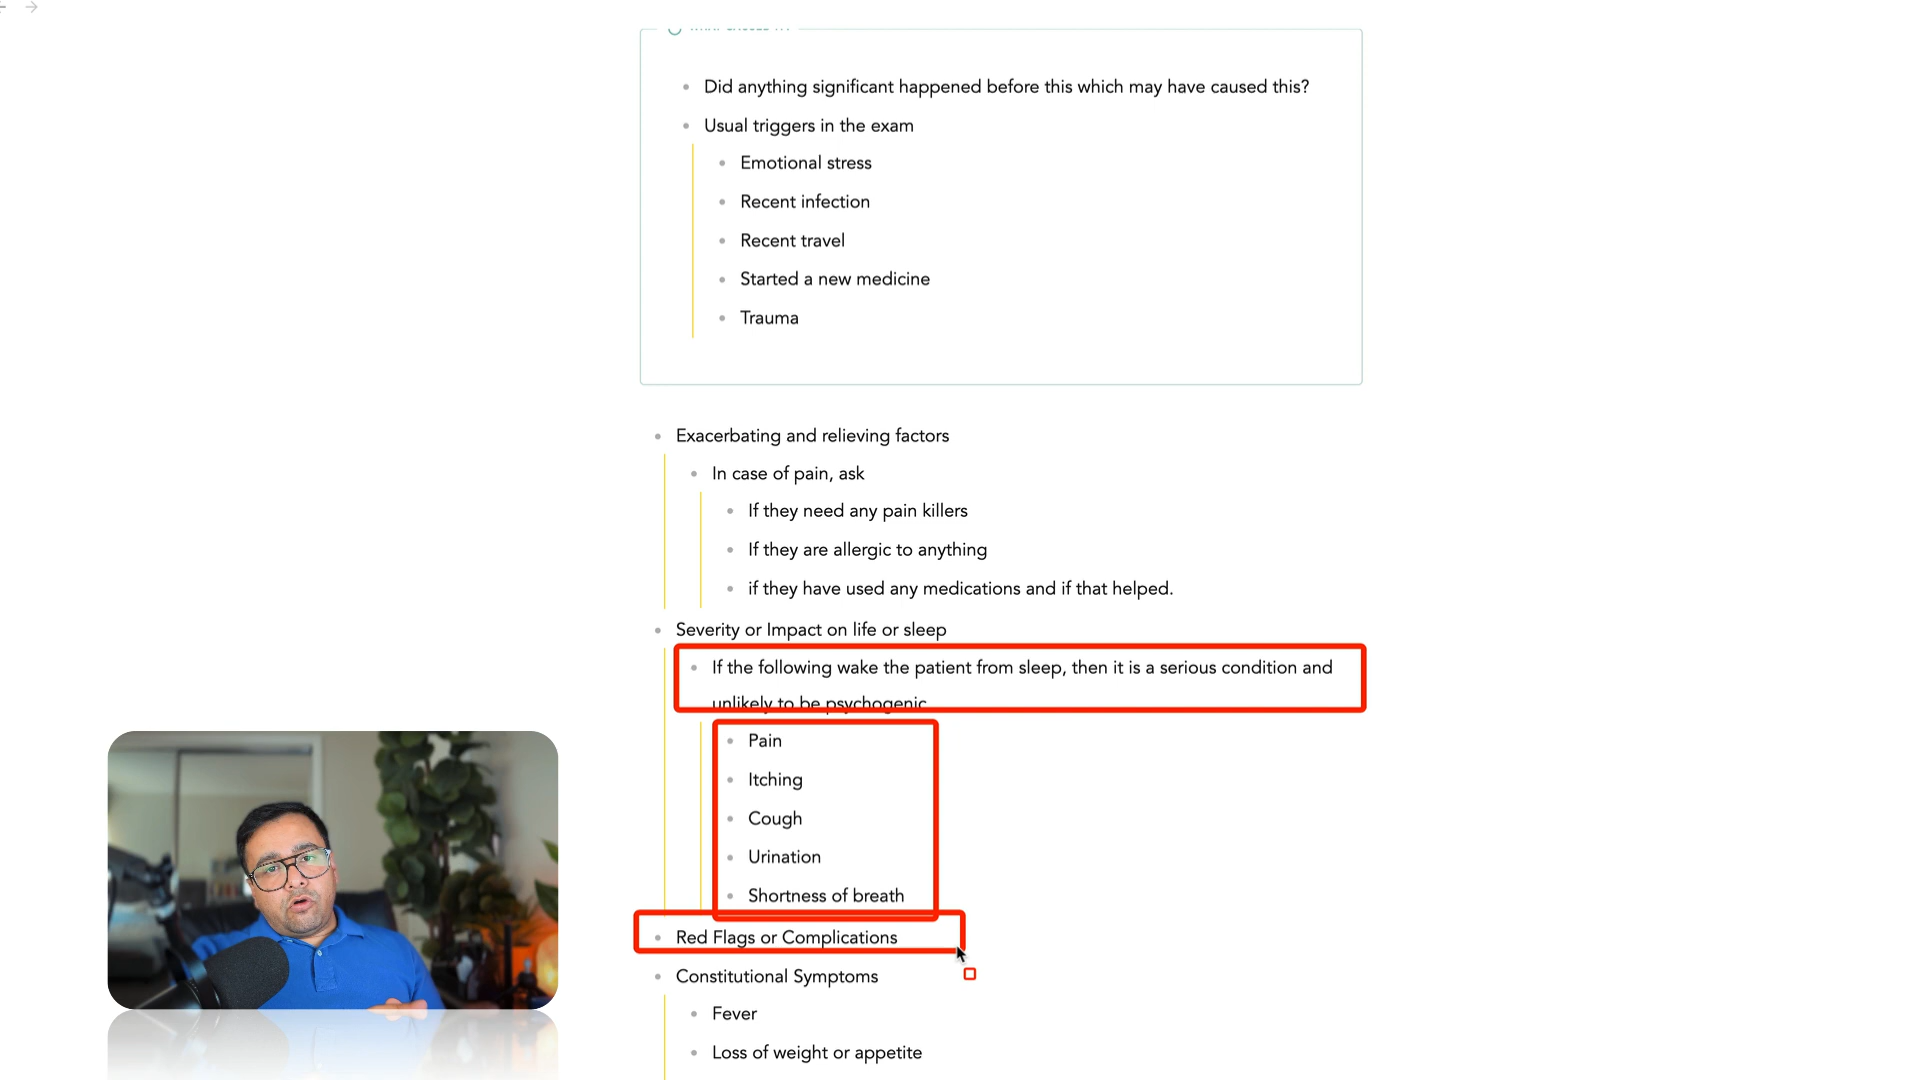 Did anything significant happened before this which may have caused this?
Usual triggers in the exam
Emotional stress
Recent infection
Recent travel
Started a new medicine
Trauma
Exacerbating and relieving factors
In case of pain, ask
If they need any pain killers
If they are allergic to anything
if they have used any medications and if that helped.
Severity or Impact on life or sleep
If the following wake the patient from sleep, then it is a serious condition and
unlikely to be psychogenic
Pain
Itching
Cough
Urination
Shortness of breath
Red Flags or Complications
Constitutional Symptoms
Fever
Loss of weight or appetite